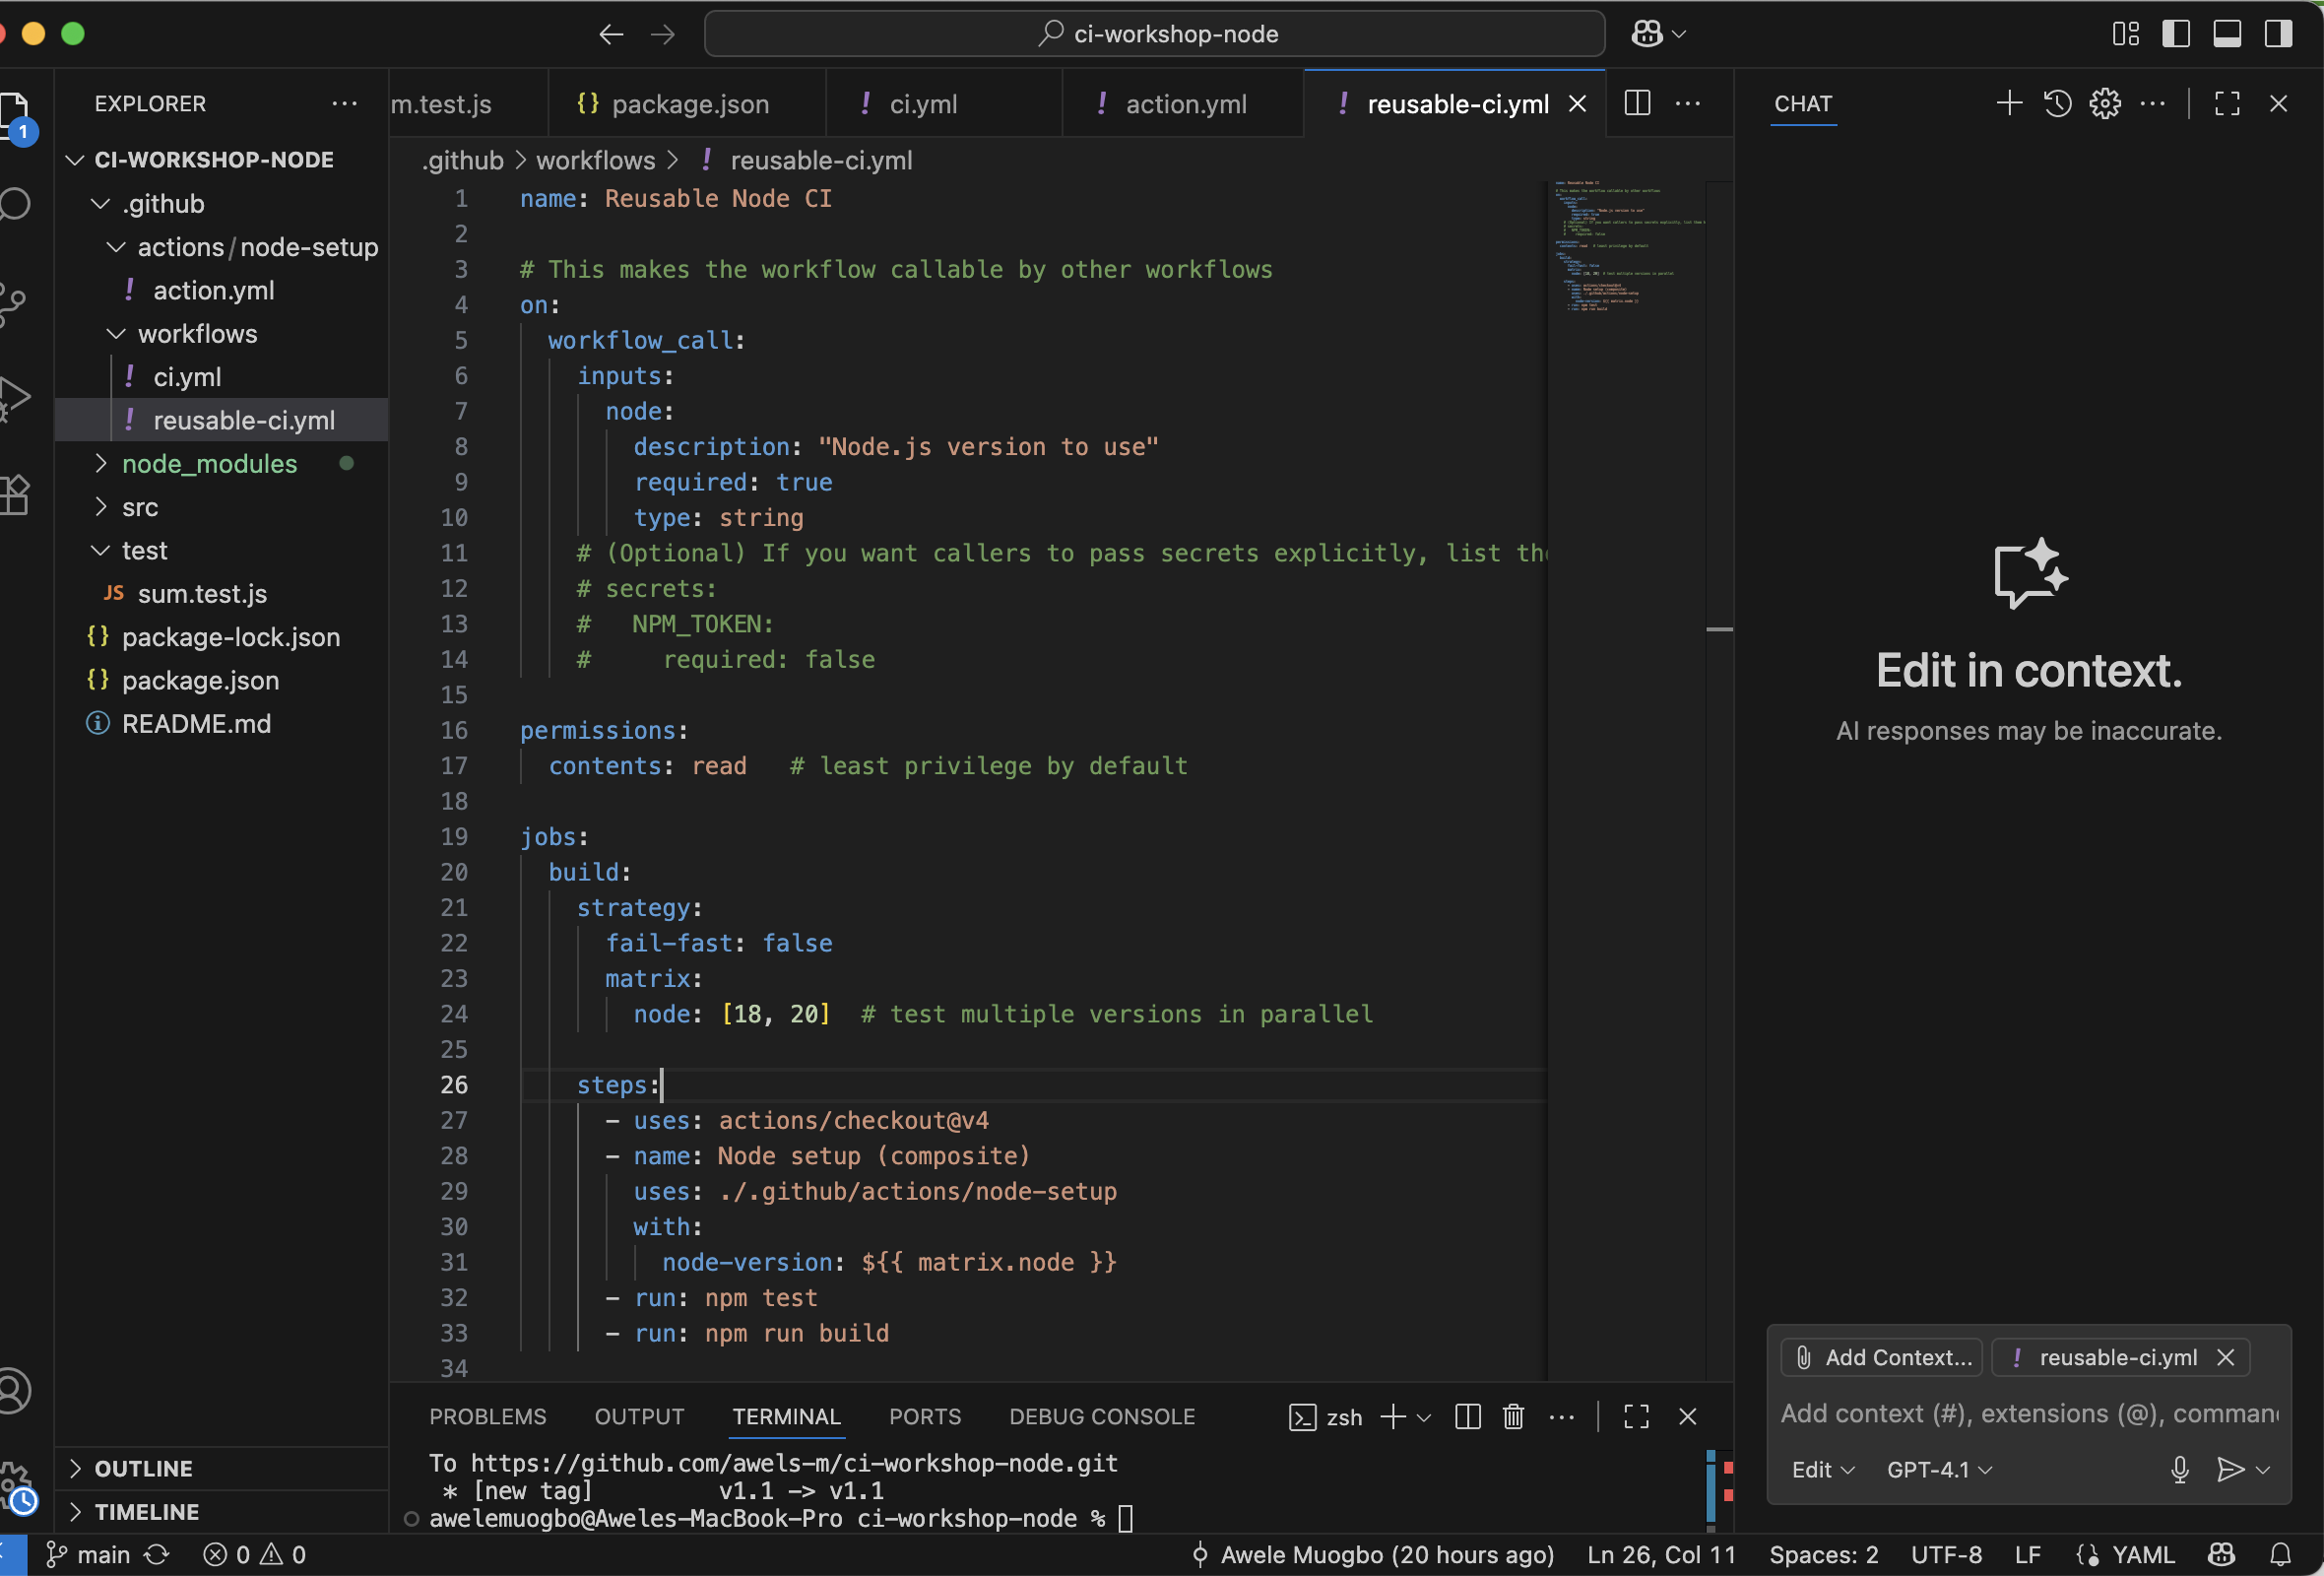 ci-workshop-node
EXPLORER
CI-WORKSHOP-NODE
.github
actions/node-setup
action.yml
workflows
ci.yml
reusable-ci.yml
node_modules
src
test
JS sum.test.js
{} package-lock.json
{} package.json
README.md
OUTLINE
TIMELINE
1
m.test.js
{} package.json
! ci.yml
! action.yml
! reusable-ci.yml
.github > workflows > ! reusable-ci.yml
1 name: Reusable Node CI
2
3 # This makes the workflow callable by other workflows
4 on:
5 workflow_call:
6 inputs:
7 node:
8 description: "Node.js version to use"
9 required: true
10 type: string
11 # (Optional) If you want callers to pass secrets explicitly, list
12 # secrets:
13 # NPM_TOKEN:
14 # required: false
15
16 permissions:
17 contents: read # least privilege by default
18
19 jobs:
20 build:
21 strategy:
22 fail-fast: false
23 matrix:
24 node: [18, 20] # test multiple versions in parallel
25
26 steps:
27 - uses: actions/checkout@v4
28 - name: Node setup (composite)
29 uses: ./.github/actions/node-setup
30 with:
31 node-version: ${{ matrix.node }}
32 - run: npm test
33 - run: npm run build
34
PROBLEMS OUTPUT TERMINAL PORTS DEBUG CONSOLE zsh
To https://github.com/awels-m/ci-workshop-node.git
* [new tag] v1.1 -> v1.1
awelemuogbo@Aweles-MacBook-Pro ci-workshop-node %
CHAT
Edit in context.
AI responses may be inaccurate.
Add Context... ! reusable-ci.yml
Add context (#), extensions (@),
Edit GPT-4.1
main 0 0 Awele Muogbo (20 hours ago) Ln 26, Col 11 Spaces: 2 UTF-8 LF {} YAML